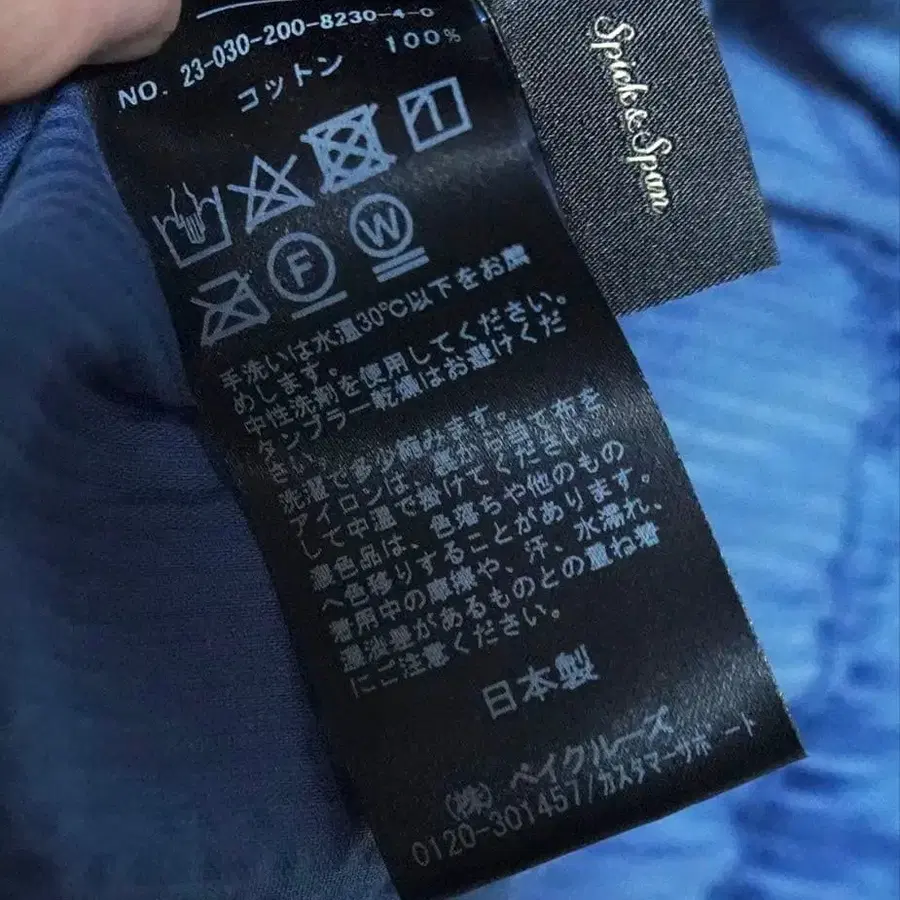 NO. 23-030-200-8230-4-0
コットン 100%
F
W
手洗いは水温30℃以下をお薦
めします。
中性洗剤を使用してください。
タンブラー乾燥はお避けくだ
さい。
洗濯で多少縮みます。
アイロンは、裏から当て布を
して中温で掛けてください。
濃色品は、色落ちや他のもの
へ色移りすることがあります。
着用中の摩擦や、汗、水濡れ、
濃淡差があるものとの重ね着
にご注意ください。
日本製
(株) ベイクルーズ
0120-301457/カスタマーサポート
Spick&Span